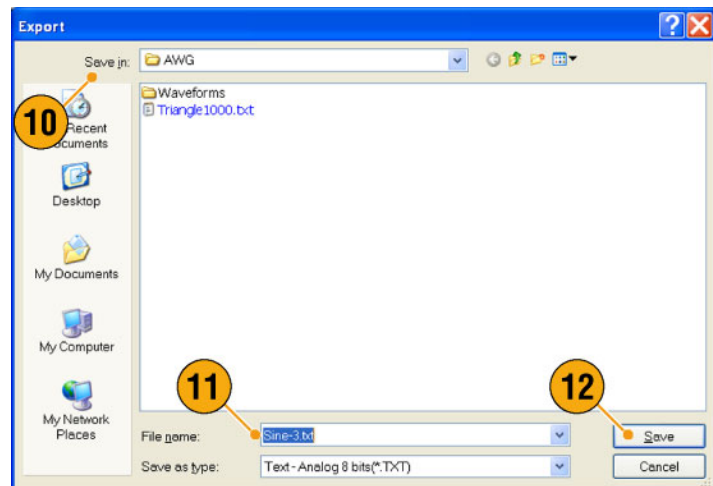 Export
Save in: AWG
Waveforms
Triangle1000.txt
10
Recent
Documents
Desktop
My Documents
My Computer
My Network
Places
11
12
File name: Sine-3.txt Save
Save as type: Text-Analog 8 bits(*.TXT) Cancel